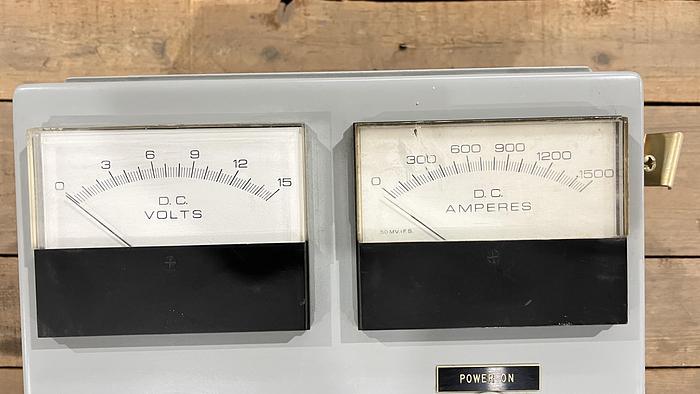 0 3 6 9 12 15
D.C.
VOLTS
0 300 600 900 1200 1500
D.C.
AMPERES
50 MV. F.S.
POWER ON